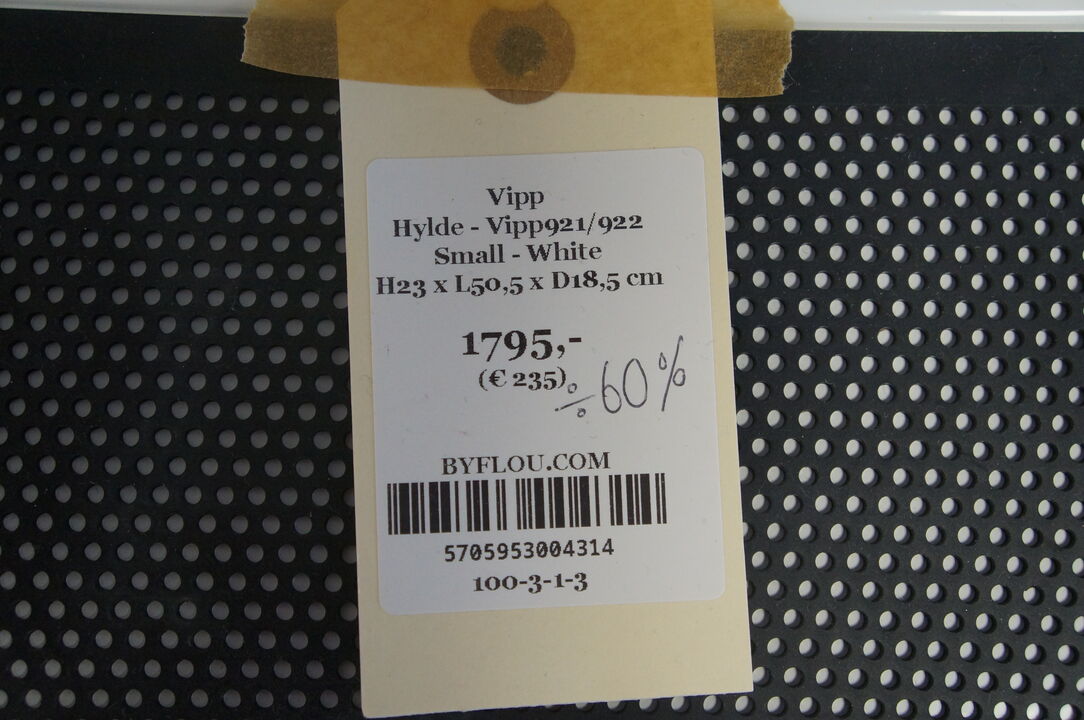 Vipp
Hylde - Vipp921/922
Small - White
H23 x L50,5 x D18,5 cm
1795,-
(€ 235) ÷60%
BYFLOU.COM
5705953004314
100-3-1-3